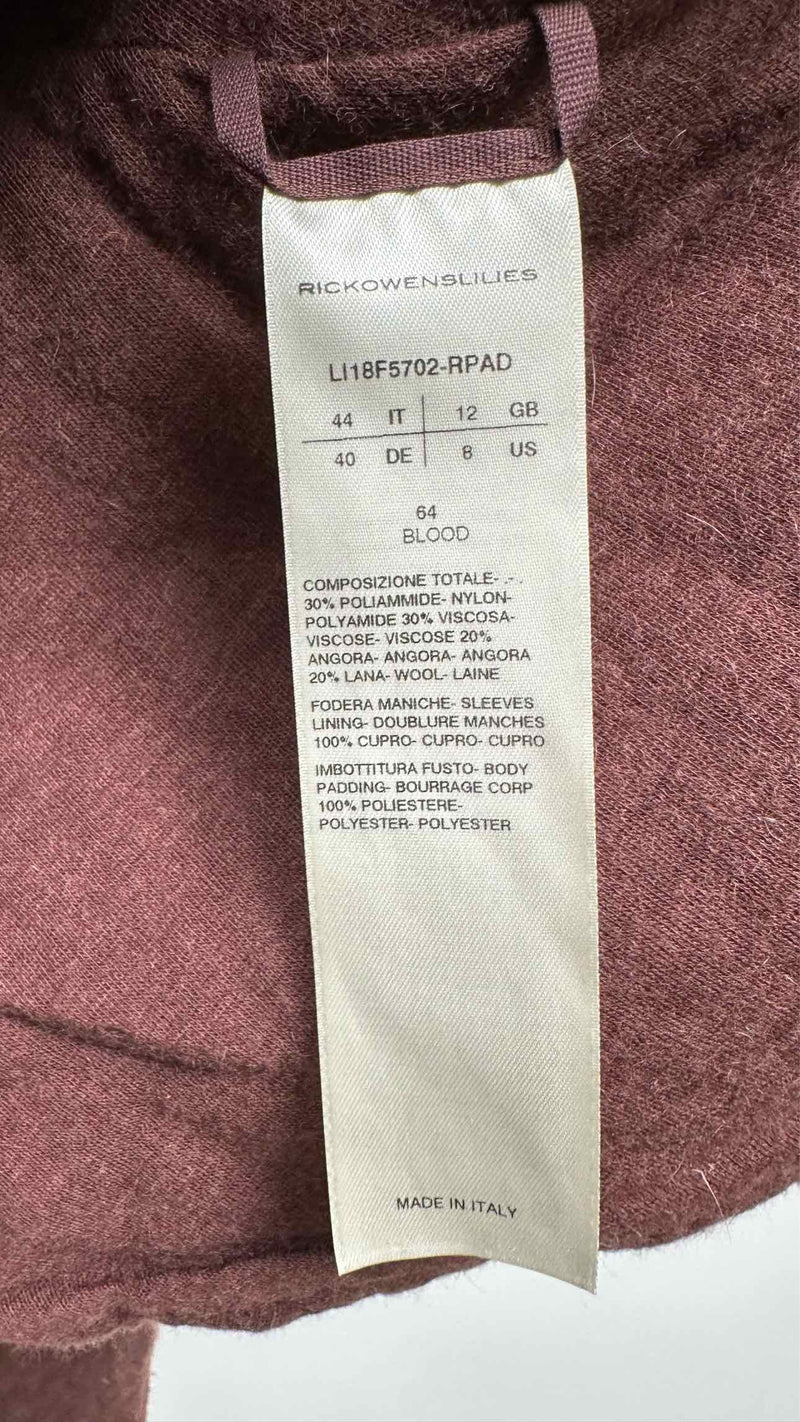 RICKOWENSLILIES
LI18F5702-RPAD
44 IT 12 GB
40 DE 8 US
64
BLOOD
COMPOSIZIONE TOTALE- .- .
30% POLIAMMIDE- NYLON-
POLYAMIDE 30% VISCOSA-
VISCOSE- VISCOSE 20%
ANGORA- ANGORA- ANGORA
20% LANA- WOOL- LAINE
FODERA MANICHE- SLEEVES
LINING- DOUBLURE MANCHES
100% CUPRO- CUPRO- CUPRO
IMBOTTITURA FUSTO- BODY
PADDING- BOURRAGE CORP
100% POLIESTERE-
POLYESTER- POLYESTER
MADE IN ITALY